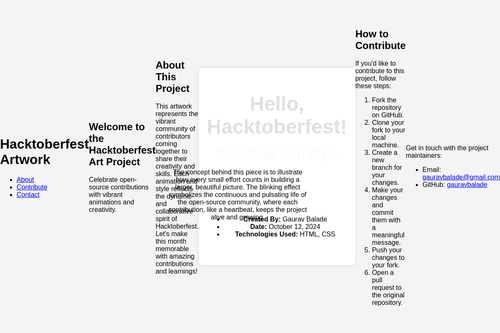 Hacktoberfest
Artwork
About
Contribute
Contact
Welcome to
the
Hacktoberfest
Art Project
Celebrate open-
source contributions
with vibrant
animations and
creativity.
About
This
Project
This artwork
represents the
vibrant
community of
contributors
coming
together to
share their
creativity and
skills. Each
animation and
style reflects
the dynamic
and
collaborative
spirit of
Hacktoberfest.
Let's make
this month
memorable
with amazing
contributions
and learnings!
Hello,
Hacktoberfest!
Contribute with Style
The concept behind this piece is to illustrate
how every small effort counts in building a
larger, beautiful picture. The blinking effect
symbolizes the continuous and pulsating life of
the open-source community, where each
contribution, like a heartbeat, keeps the project
alive and growing.
Created By: Gaurav Balade
Date: October 12, 2024
Technologies Used: HTML, CSS
How to
Contribute
If you'd like to
contribute to this
project, follow
these steps:
1. Fork the
repository
on GitHub.
2. Clone
your fork to
your local
machine.
3. Create a
new
branch for
your
changes.
4. Make your
changes
and
commit
them with
a
meaningful
message.
5. Push your
changes to
your fork.
6. Open a
pull
request to
the original
repository.
Get in touch with the project
maintainers:
Email:
gauravbalade@gmail.com
GitHub: gauravbalade